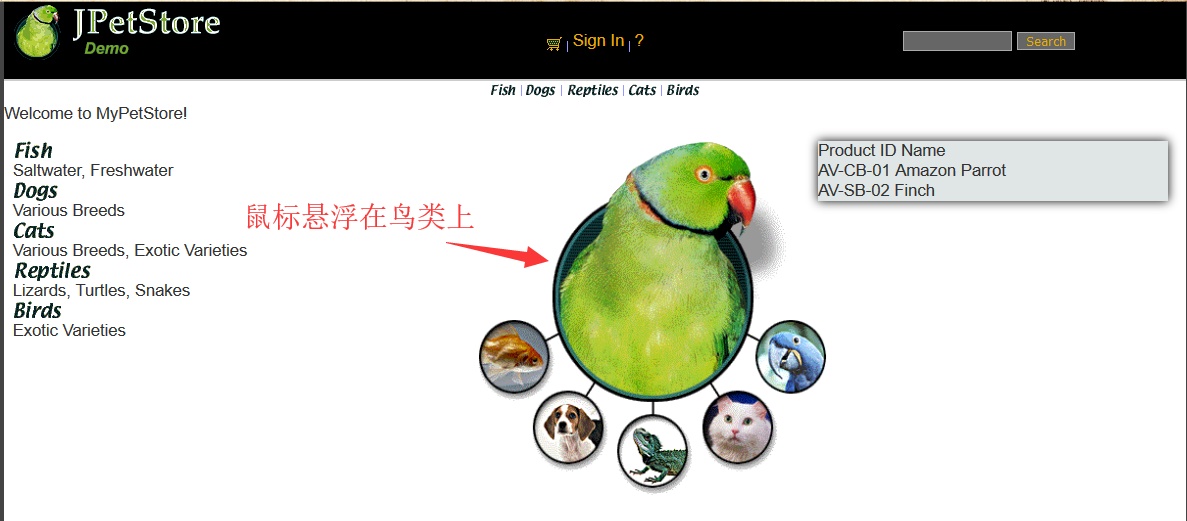 JPetStore
Demo
| Sign In | ?
Search
Fish | Dogs | Reptiles | Cats | Birds
Welcome to MyPetStore!
Fish
Saltwater, Freshwater
Dogs
Various Breeds
Cats
Various Breeds, Exotic Varieties
Reptiles
Lizards, Turtles, Snakes
Birds
Exotic Varieties
鼠标悬浮在鸟类上
Product ID Name
AV-CB-01 Amazon Parrot
AV-SB-02 Finch